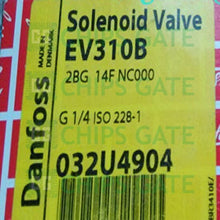 Solenoid Valve
EV310B
2BG 14F NC000
G 1/4 ISO 228-1
032U4904
Danfoss
MADE IN
DENMARK
CHIPS GATE